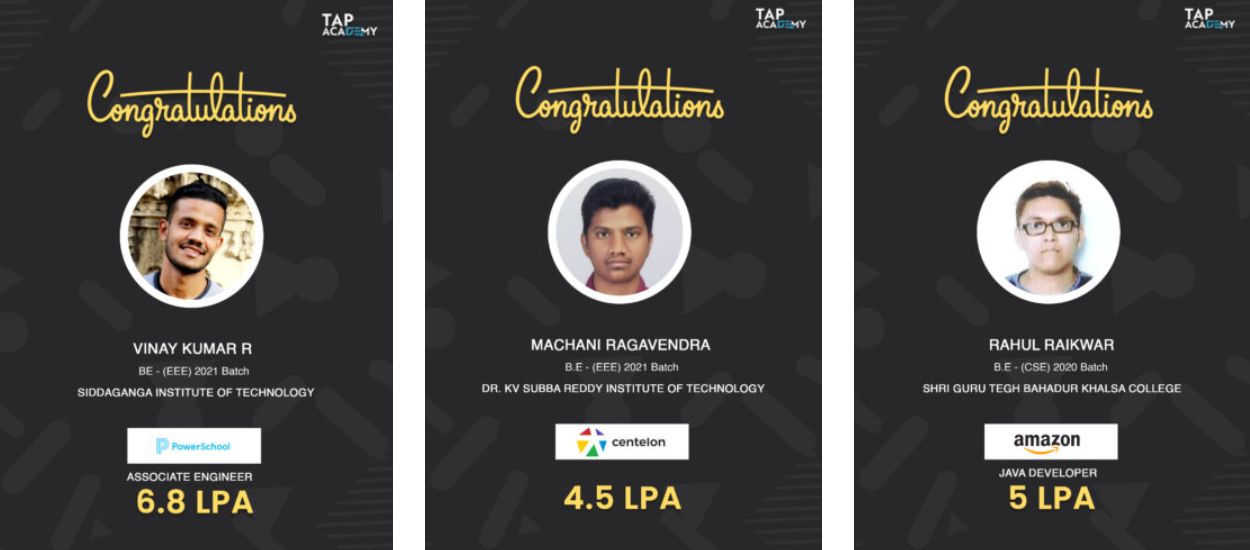 TAP
ACADEMY
Congratulations
VINAY KUMAR R
BE - (EEE) 2021 Batch
SIDDAGANGA INSTITUTE OF TECHNOLOGY
PowerSchool
ASSOCIATE ENGINEER
6.8 LPA
TAP
ACADEMY
Congratulations
MACHANI RAGAVENDRA
B.E - (EEE) 2021 Batch
DR. KV SUBBA REDDY INSTITUTE OF TECHNOLOGY
centelon
4.5 LPA
TAP
ACADEMY
Congratulations
RAHUL RAIKWAR
B.E - (CSE) 2020 Batch
SHRI GURU TEGH BAHADUR KHALSA COLLEGE
amazon
JAVA DEVELOPER
5 LPA